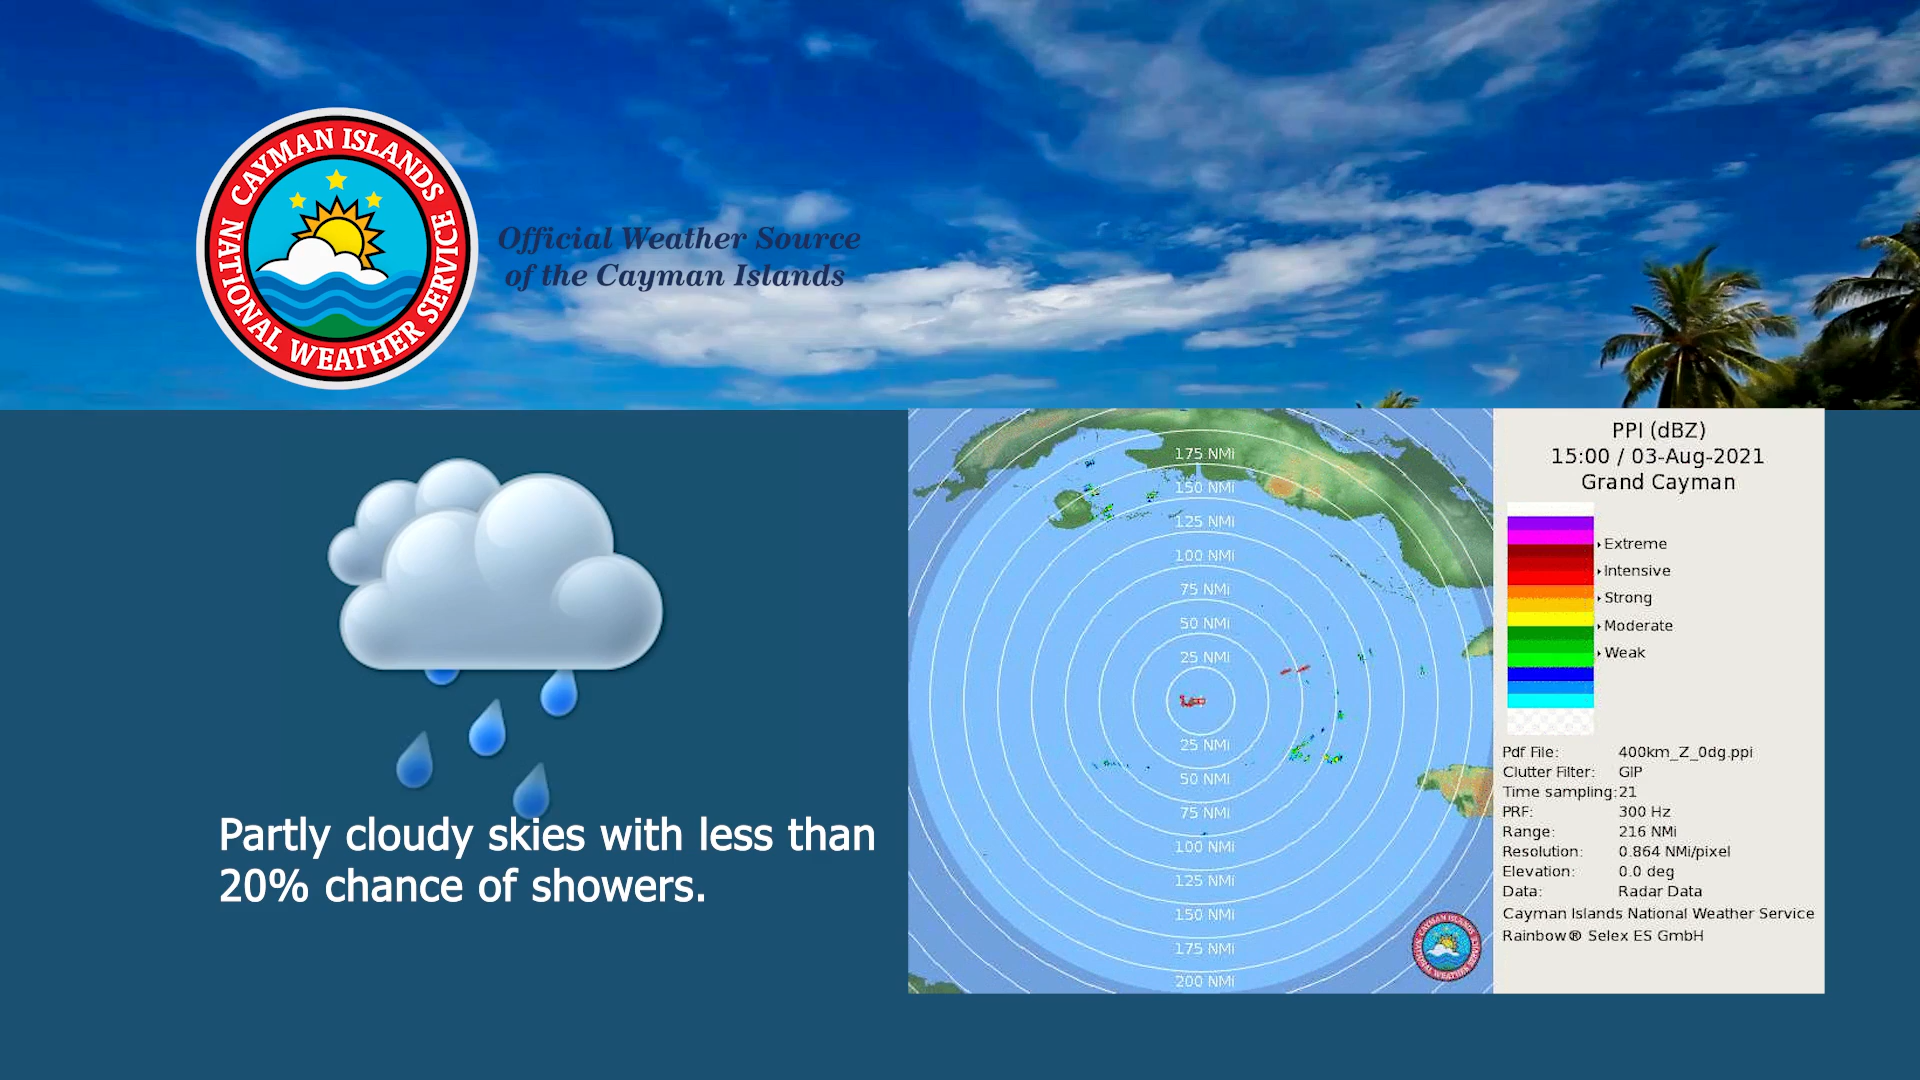 CAYMAN ISLANDS
NATIONAL WEATHER SERVICE
Official Weather Source
of the Cayman Islands
Partly cloudy skies with less than
20% chance of showers.
175 NMi
150 NMi
125 NMi
100 NMi
75 NMi
50 NMi
25 NMi
25 NMi
50 NMi
75 NMi
100 NMi
125 NMi
150 NMi
175 NMi
200 NMi
CAYMAN ISLANDS
NATIONAL WEATHER SERVICE
PPI (dBZ)
15:00 / 03-Aug-2021
Grand Cayman
Extreme
Intensive
Strong
Moderate
Weak
Pdf File: 400km_Z_0dg.ppi
Clutter Filter: GIP
Time sampling:21
PRF: 300 Hz
Range: 216 NMi
Resolution: 0.864 NMi/pixel
Elevation: 0.0 deg
Data: Radar Data
Cayman Islands National Weather Service
Rainbow® Selex ES GmbH